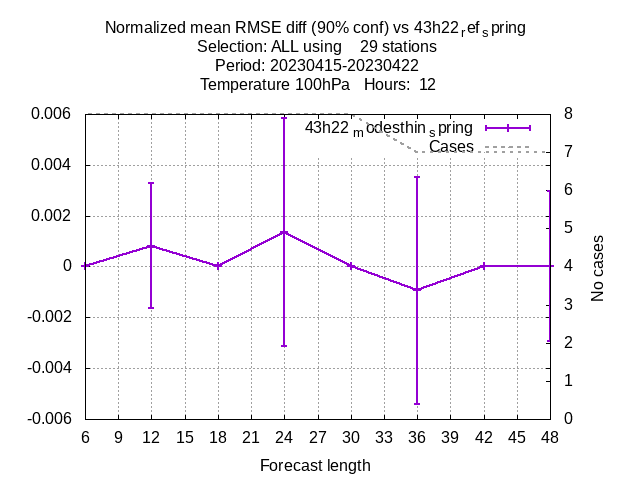 Normalized mean RMSE diff (90% conf) vs 43h22refspring
Selection: ALL using 29 stations
Period: 20230415-20230422
Temperature 100hPa Hours: 12
43h22modesthinspring
Cases
0.006
0.004
0.002
0
-0.002
-0.004
-0.006
8
7
6
5
4
3
2
1
0
No cases
6 9 12 15 18 21 24 27 30 33 36 39 42 45 48
Forecast length